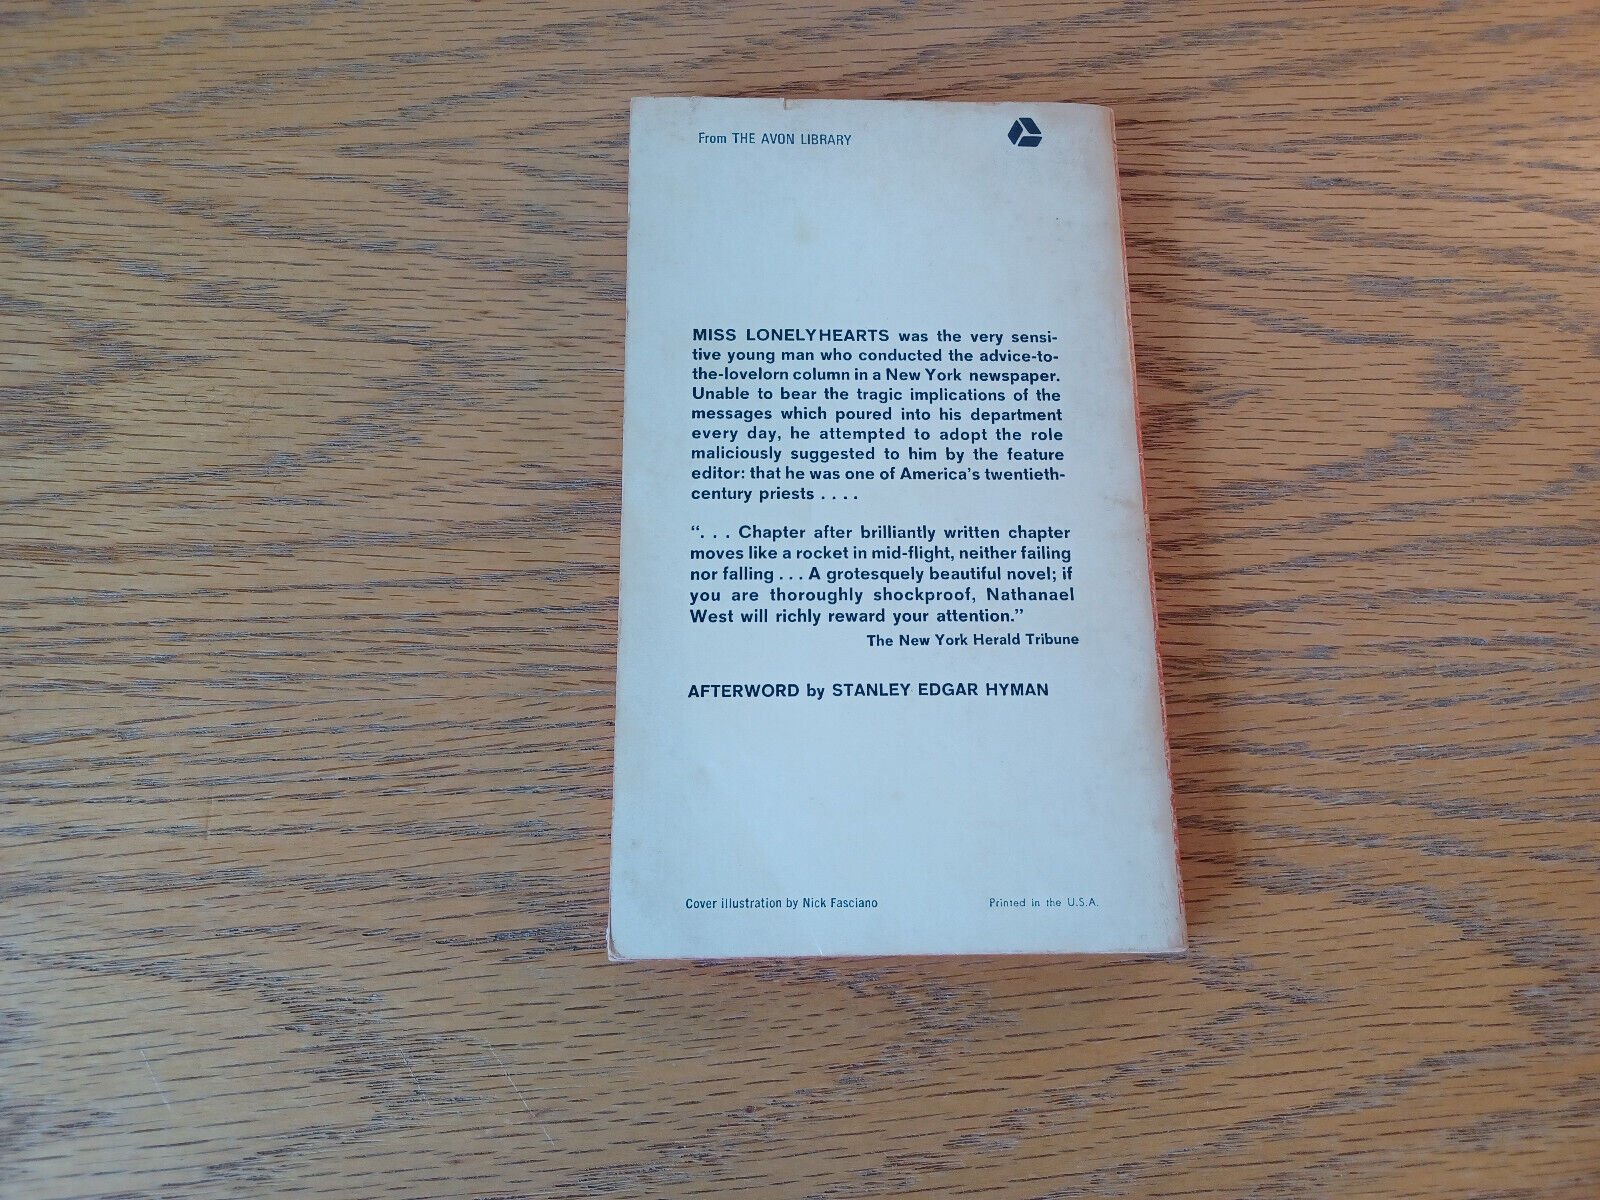 From THE AVON LIBRARY
MISS LONELYHEARTS was the very sensi-
tive young man who conducted the advice-to-
the-lovelorn column in a New York newspaper.
Unable to bear the tragic implications of the
messages which poured into his department
every day, he attempted to adopt the role
maliciously suggested to him by the feature
editor: that he was one of America's twentieth-
century priests . . . .
“. . . Chapter after brilliantly written chapter
moves like a rocket in mid-flight, neither failing
nor falling . . . A grotesquely beautiful novel; if
you are thoroughly shockproof, Nathanael
West will richly reward your attention.”
The New York Herald Tribune
AFTERWORD by STANLEY EDGAR HYMAN
Cover illustration by Nick Fasciano
Printed in the U.S.A.